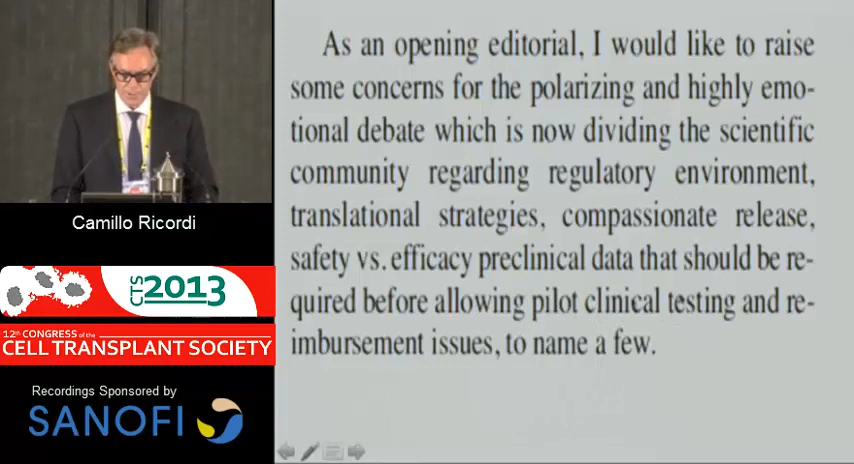 As an opening editorial, I would like to raise
some concerns for the polarizing and highly emo-
tional debate which is now dividing the scientific
community regarding regulatory environment,
translational strategies, compassionate release,
safety vs. efficacy preclinical data that should be re-
quired before allowing pilot clinical testing and re-
imbursement issues, to name a few.
Camillo Ricordi
CTS
2013
12th CONGRESS of the
CELL TRANSPLANT SOCIETY
Recordings Sponsored by
SANOFI